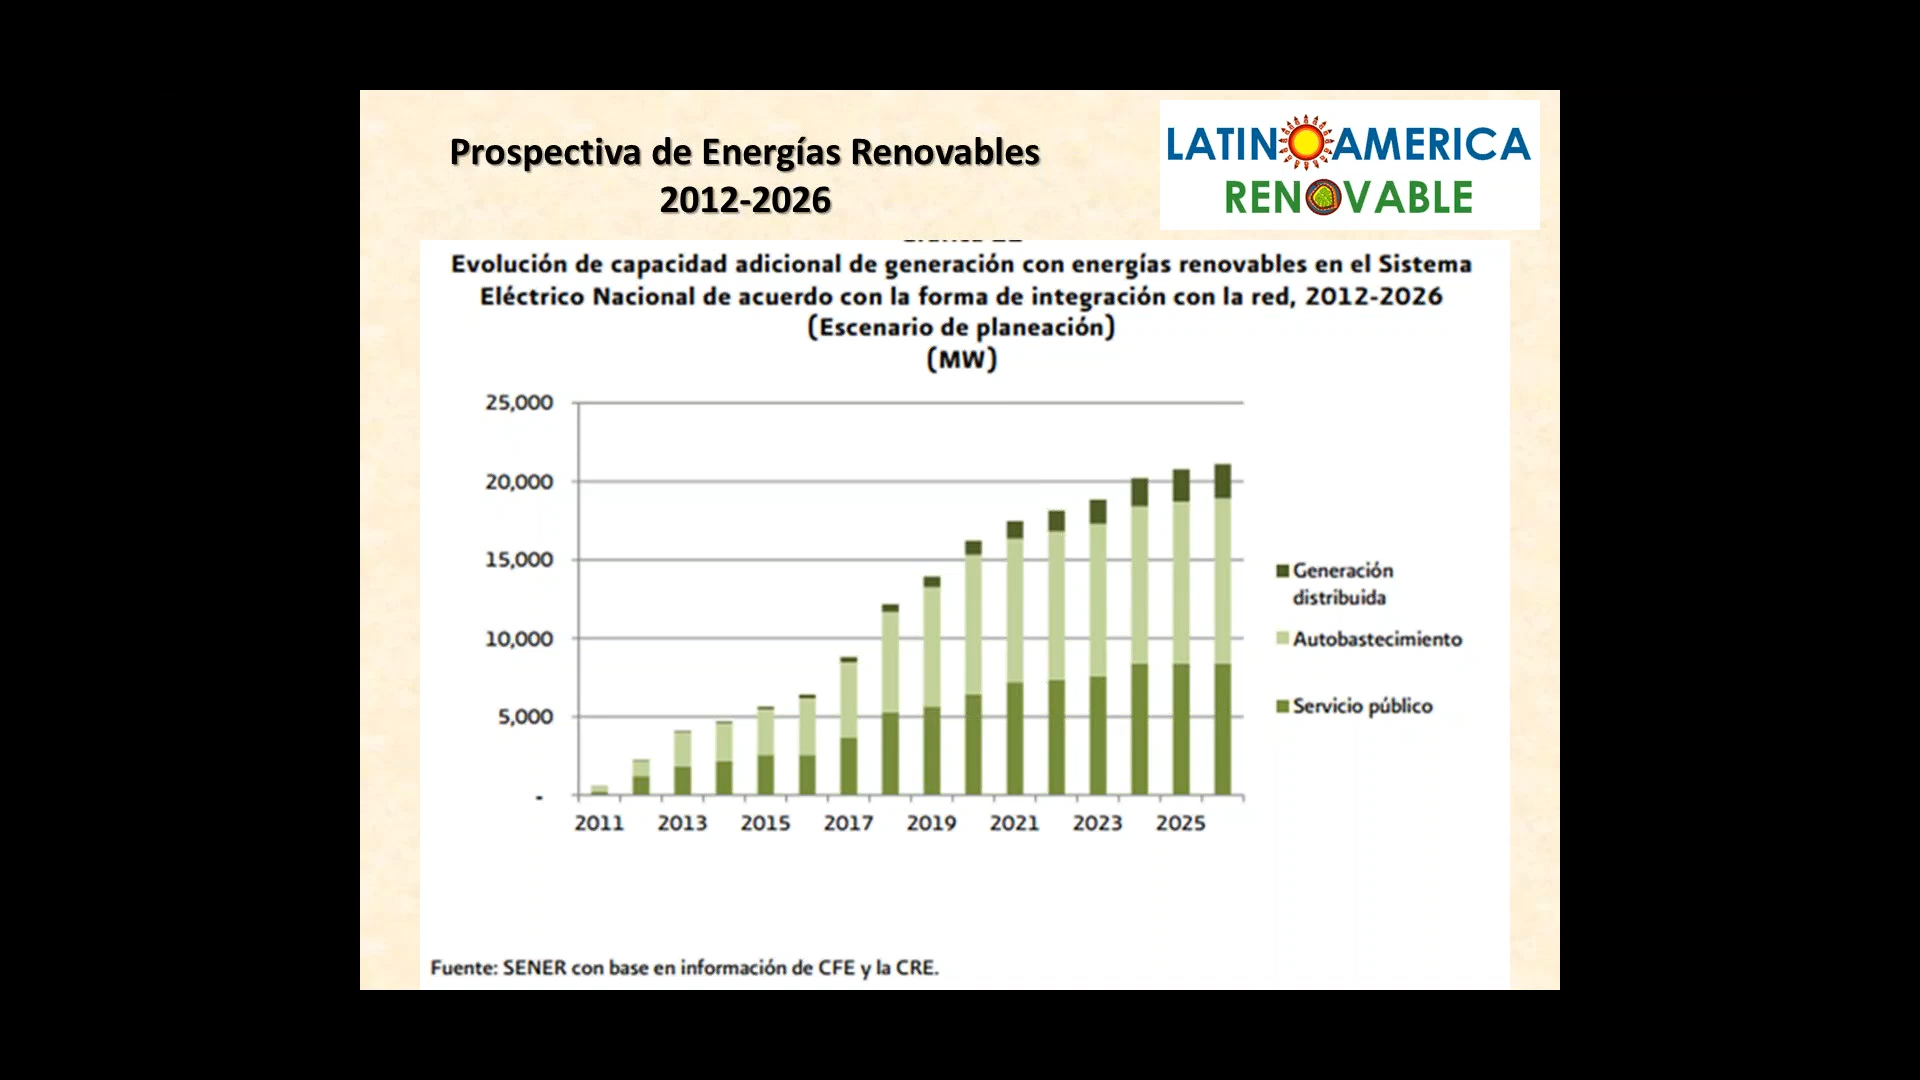 Prospectiva de Energías Renovables
2012-2026
LATINOAMERICA
RENOVABLE
Evolución de capacidad adicional de generación con energías renovables en el Sistema
Eléctrico Nacional de acuerdo con la forma de integración con la red, 2012-2026
(Escenario de planeación)
(MW)
25,000
20,000
15,000
10,000
5,000
-
2011 2013 2015 2017 2019 2021 2023 2025
Generación
distribuida
Autobastecimiento
Servicio público
Fuente: SENER con base en información de CFE y la CRE.